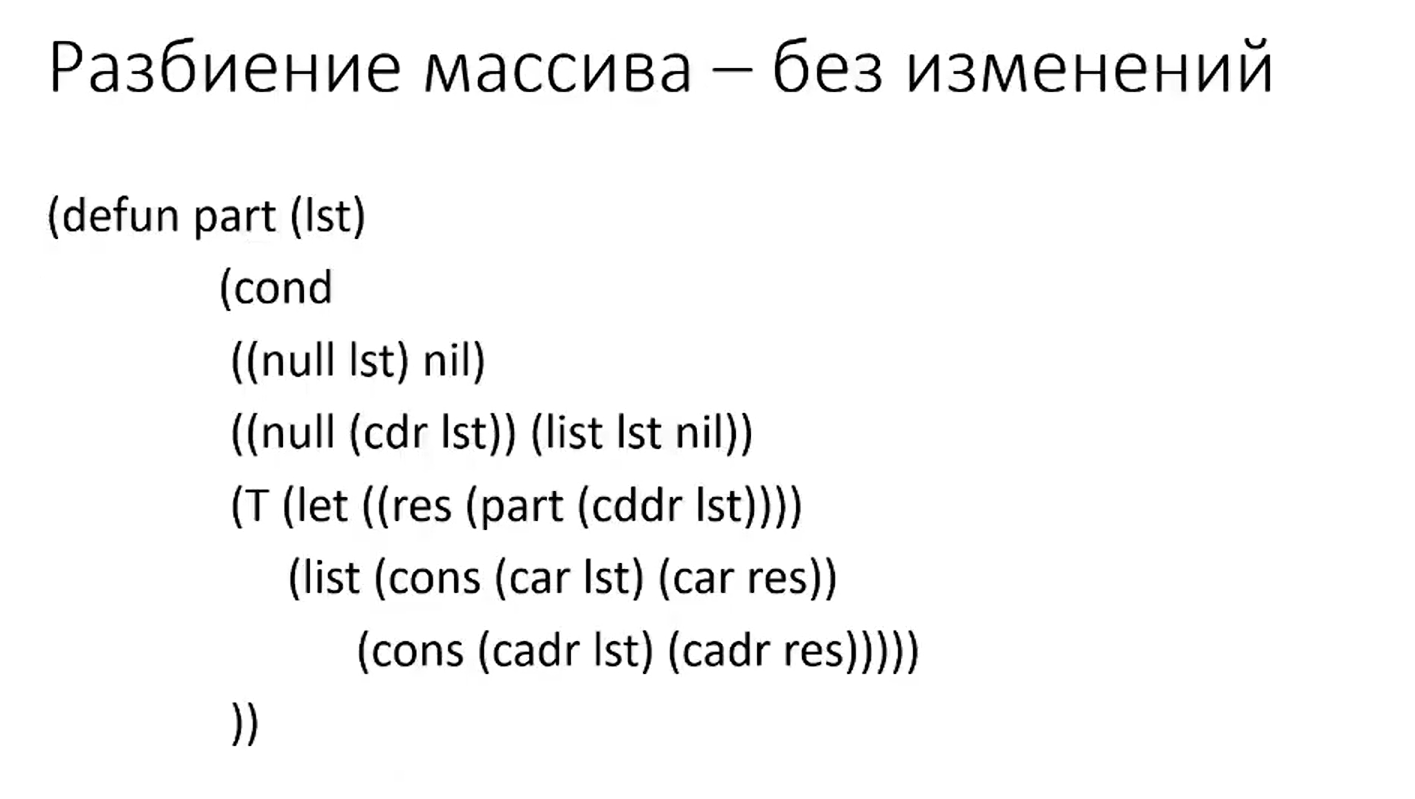 Разбиение массива – без изменений
(defun part (lst)
(cond
((null lst) nil)
((null (cdr lst)) (list lst nil))
(T (let ((res (part (cddr lst))))
(list (cons (car lst) (car res))
(cons (cadr lst) (cadr res)))))
))